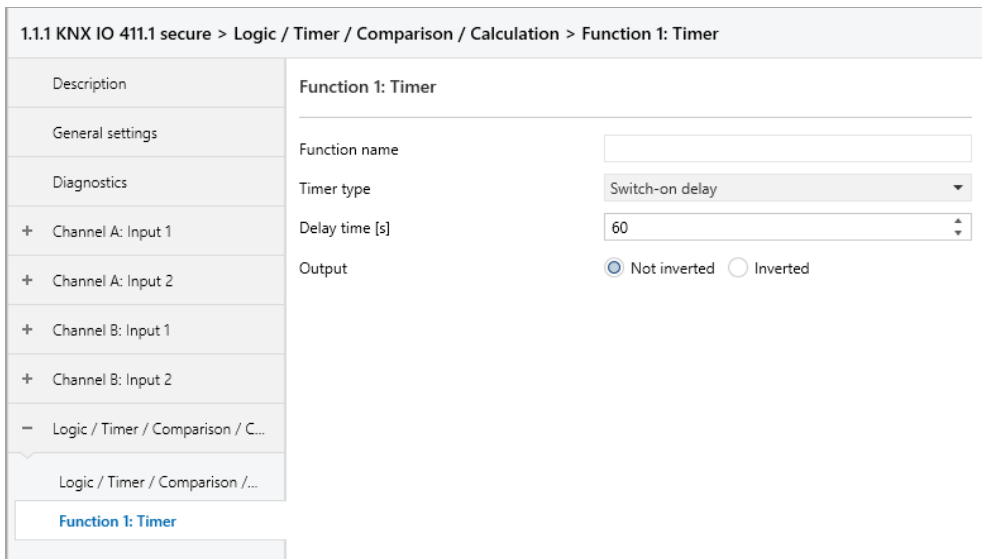 1.1.1 KNX IO 411.1 secure > Logic / Timer / Comparison / Calculation > Function 1: Timer
Description
General settings
Diagnostics
+ Channel A: Input 1
+ Channel A: Input 2
+ Channel B: Input 1
+ Channel B: Input 2
− Logic / Timer / Comparison / C...
Logic / Timer / Comparison /...
Function 1: Timer
Function 1: Timer
Function name
Timer type Switch-on delay
Delay time [s] 60
Output Not inverted Inverted